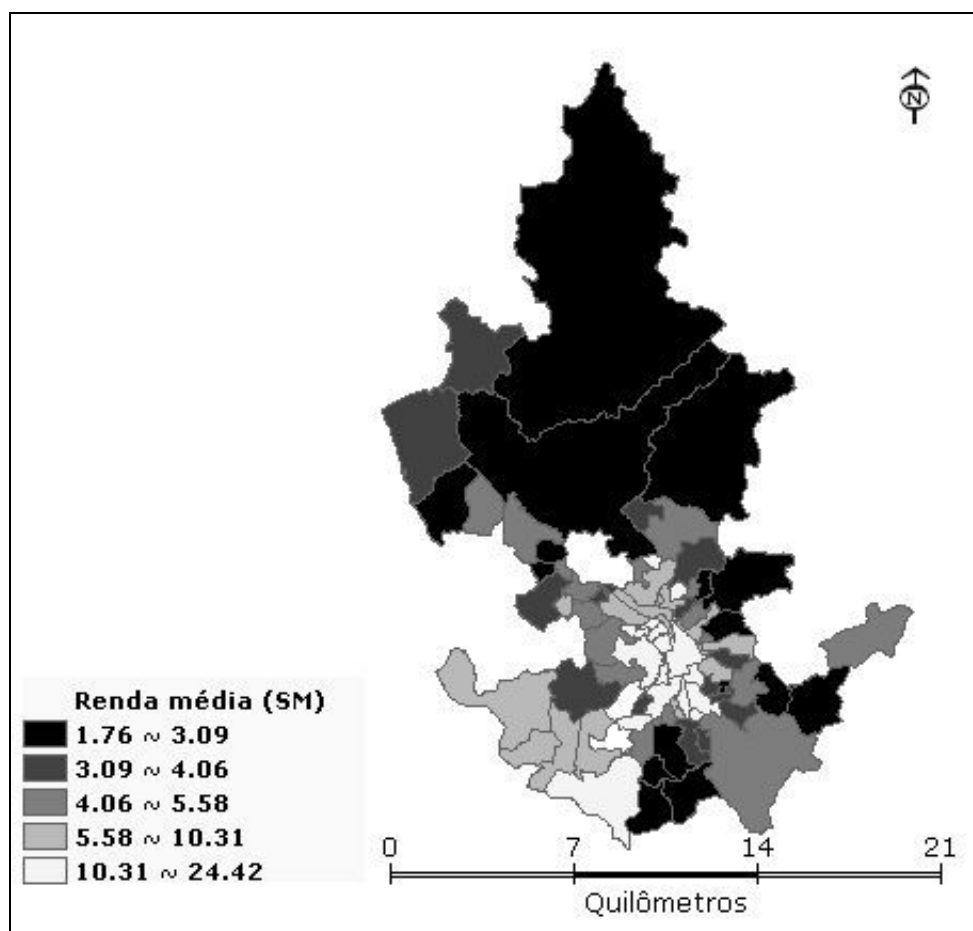 N
Renda média (SM)
1.76 ~ 3.09
3.09 ~ 4.06
4.06 ~ 5.58
5.58 ~ 10.31
10.31 ~ 24.42
0 7 14 21
Quilômetros